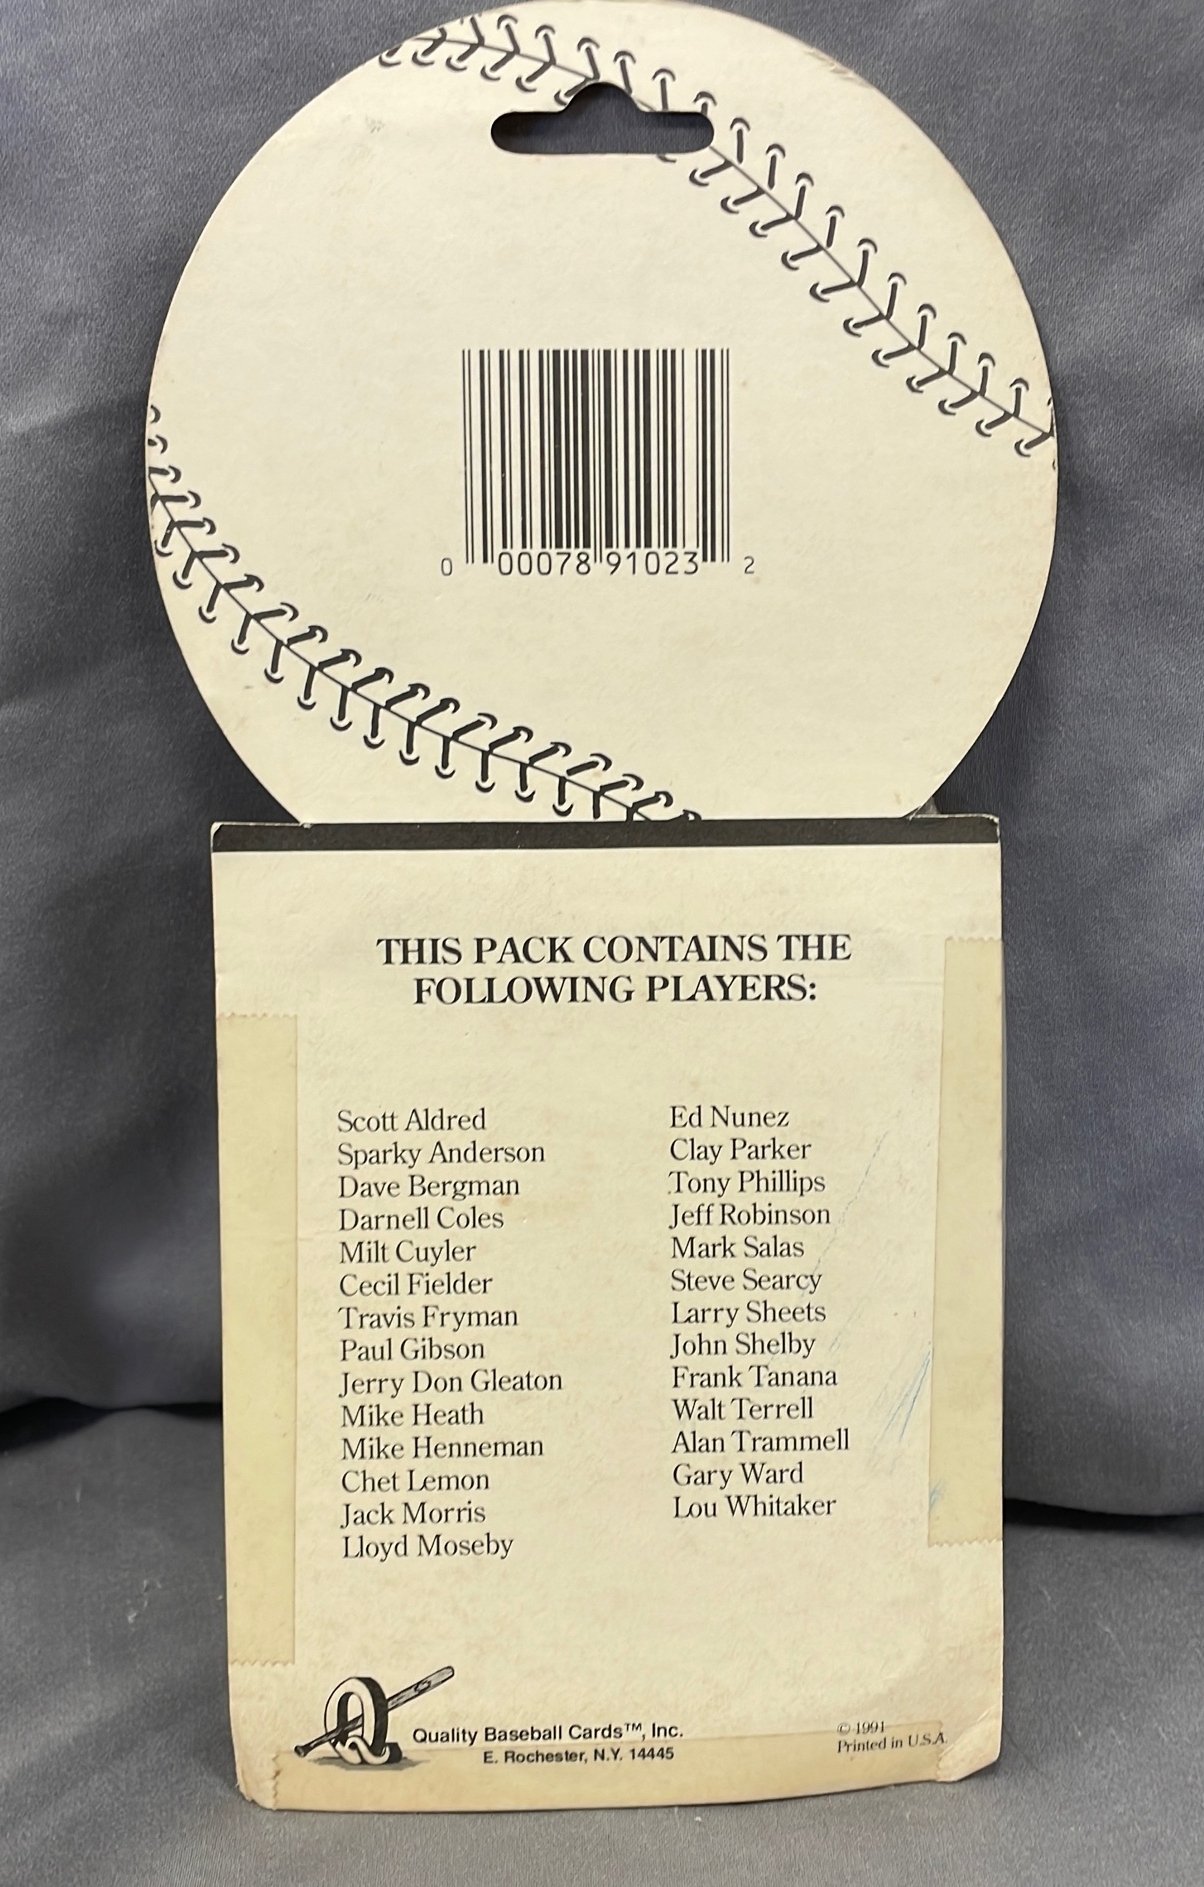 0 00078 91023 2
THIS PACK CONTAINS THE
FOLLOWING PLAYERS:
Scott Aldred
Sparky Anderson
Dave Bergman
Darnell Coles
Milt Cuyler
Cecil Fielder
Travis Fryman
Paul Gibson
Jerry Don Gleaton
Mike Heath
Mike Henneman
Chet Lemon
Jack Morris
Lloyd Moseby
Ed Nunez
Clay Parker
Tony Phillips
Jeff Robinson
Mark Salas
Steve Searcy
Larry Sheets
John Shelby
Frank Tanana
Walt Terrell
Alan Trammell
Gary Ward
Lou Whitaker
Q
Quality Baseball Cards™, Inc.
E. Rochester, N.Y. 14445
© 1991
Printed in U.S.A.